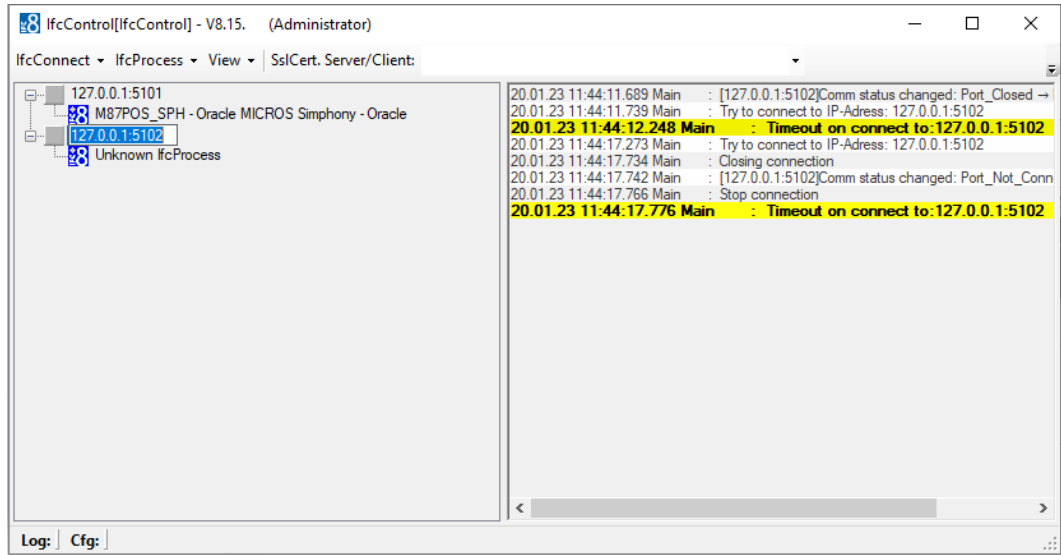 IfcControl[IfcControl] - V8.15. (Administrator)
IfcConnect IfcProcess View SslCert. Server/Client:
127.0.0.1:5101
M87POS_SPH - Oracle MICROS Simphony - Oracle
127.0.0.1:5102
Unknown IfcProcess
20.01.23 11:44:11.689 Main : [127.0.0.1:5102]Comm status changed: Port_Closed →
20.01.23 11:44:11.739 Main : Try to connect to IP-Adress: 127.0.0.1:5102
20.01.23 11:44:12.248 Main : Timeout on connect to:127.0.0.1:5102
20.01.23 11:44:17.273 Main : Try to connect to IP-Adress: 127.0.0.1:5102
20.01.23 11:44:17.734 Main : Closing connection
20.01.23 11:44:17.742 Main : [127.0.0.1:5102]Comm status changed: Port_Not_Conn
20.01.23 11:44:17.766 Main : Stop connection
20.01.23 11:44:17.776 Main : Timeout on connect to:127.0.0.1:5102
Log: Cfg: